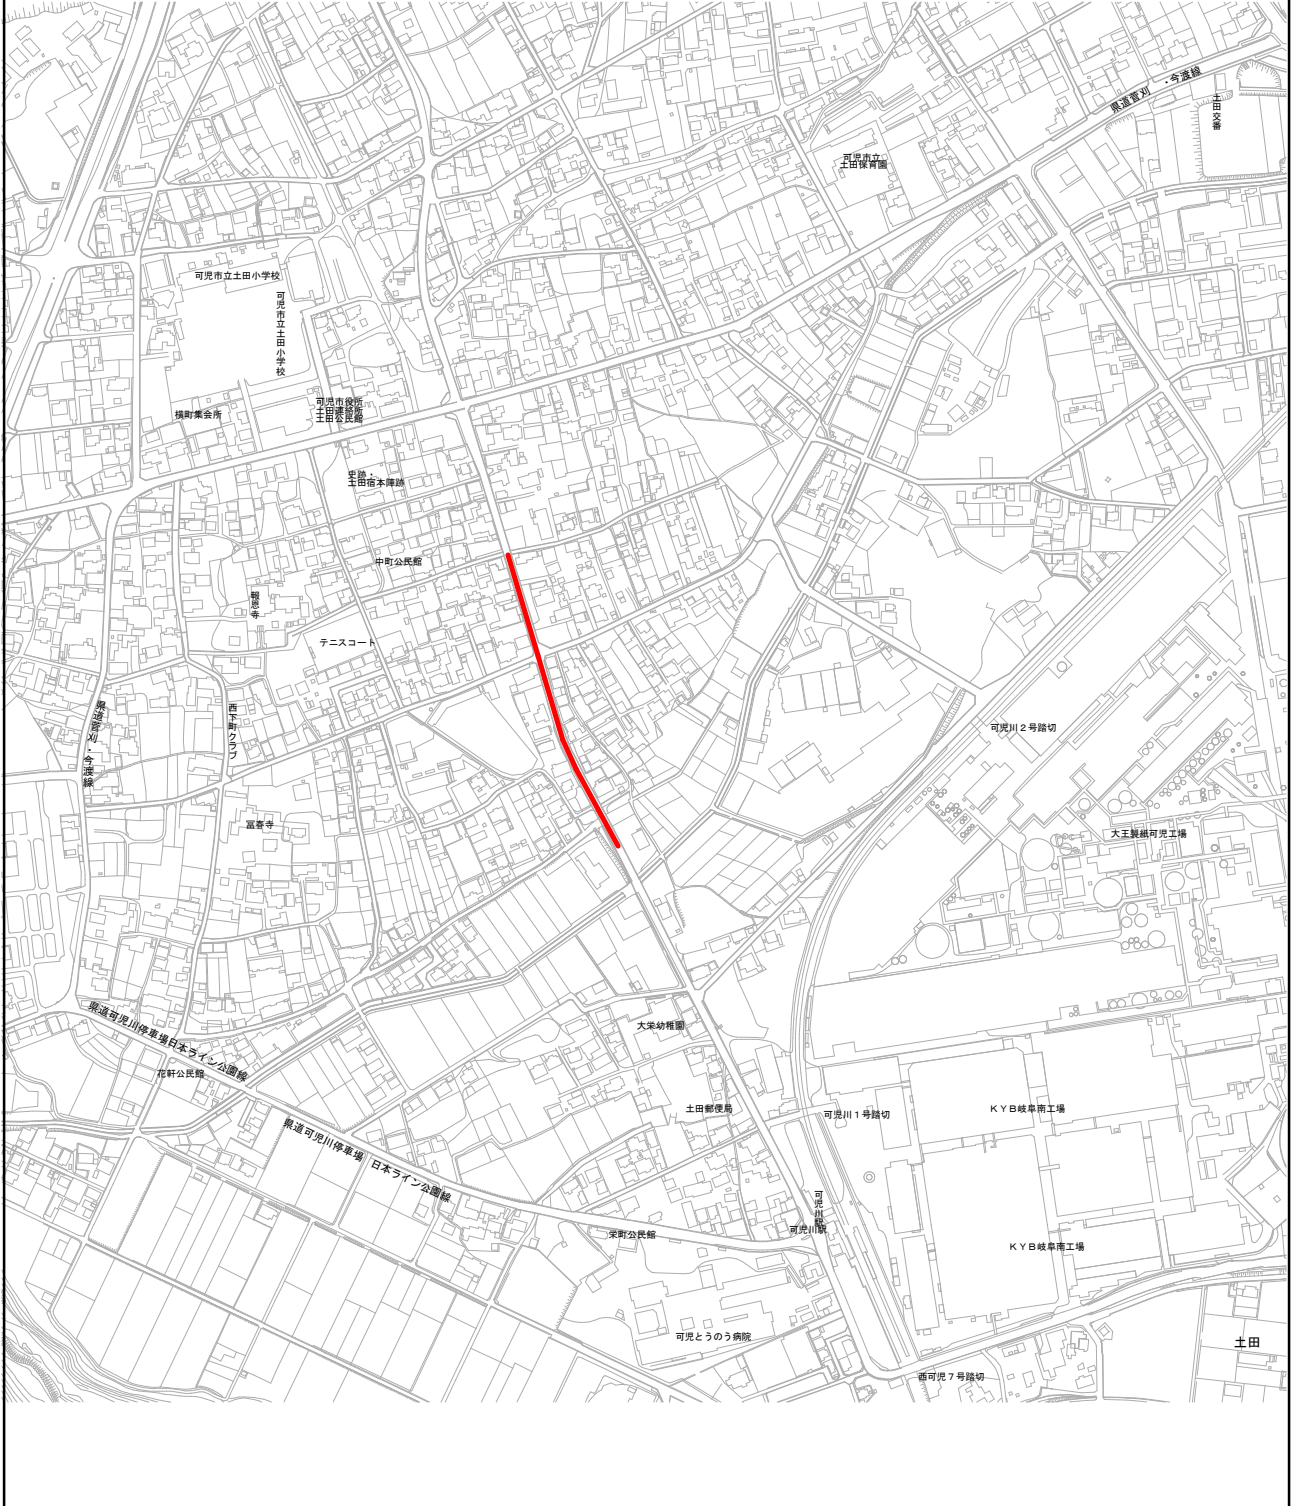 県道菅刈
・今渡線
土田交番
可児市立
土田保育園
可児市立土田小学校
可児市立土田小学校
可児市役所
土田連絡所
土田公民館
横町集会所
史跡・
土田宿本陣跡
中町公民館
報恩寺
テニスコート
県道菅刈・今渡線
西下町クラブ
可児川２号踏切
冨春寺
大王製紙可児工場
県道可児川停車場日本ライン公園線
大栄幼稚園
花軒公民館
土田郵便局
可児川１号踏切
ＫＹＢ岐阜南工場
県道可児川停車場
日本ライン公園線
可児川駅
可児川駅
栄町公民館
ＫＹＢ岐阜南工場
可児とうのう病院
土田
西可児７号踏切